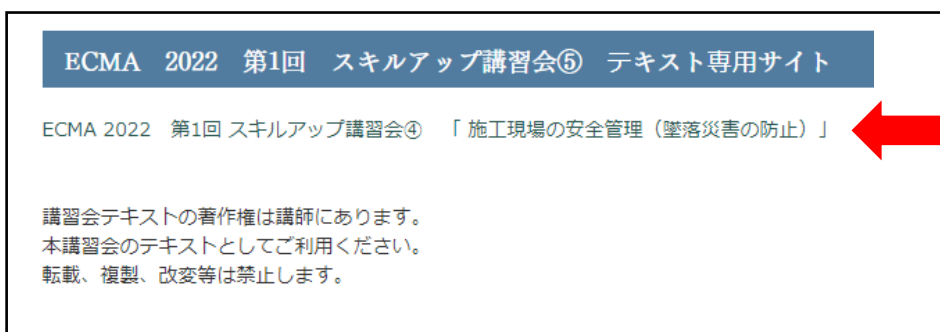 ECMA　2022　第1回　スキルアップ講習会⑤　テキスト専用サイト
ECMA 2022　第1回 スキルアップ講習会④　「 施工現場の安全管理（墜落災害の防止）」
講習会テキストの著作権は講師にあります。
本講習会のテキストとしてご利用ください。
転載、複製、改変等は禁止します。